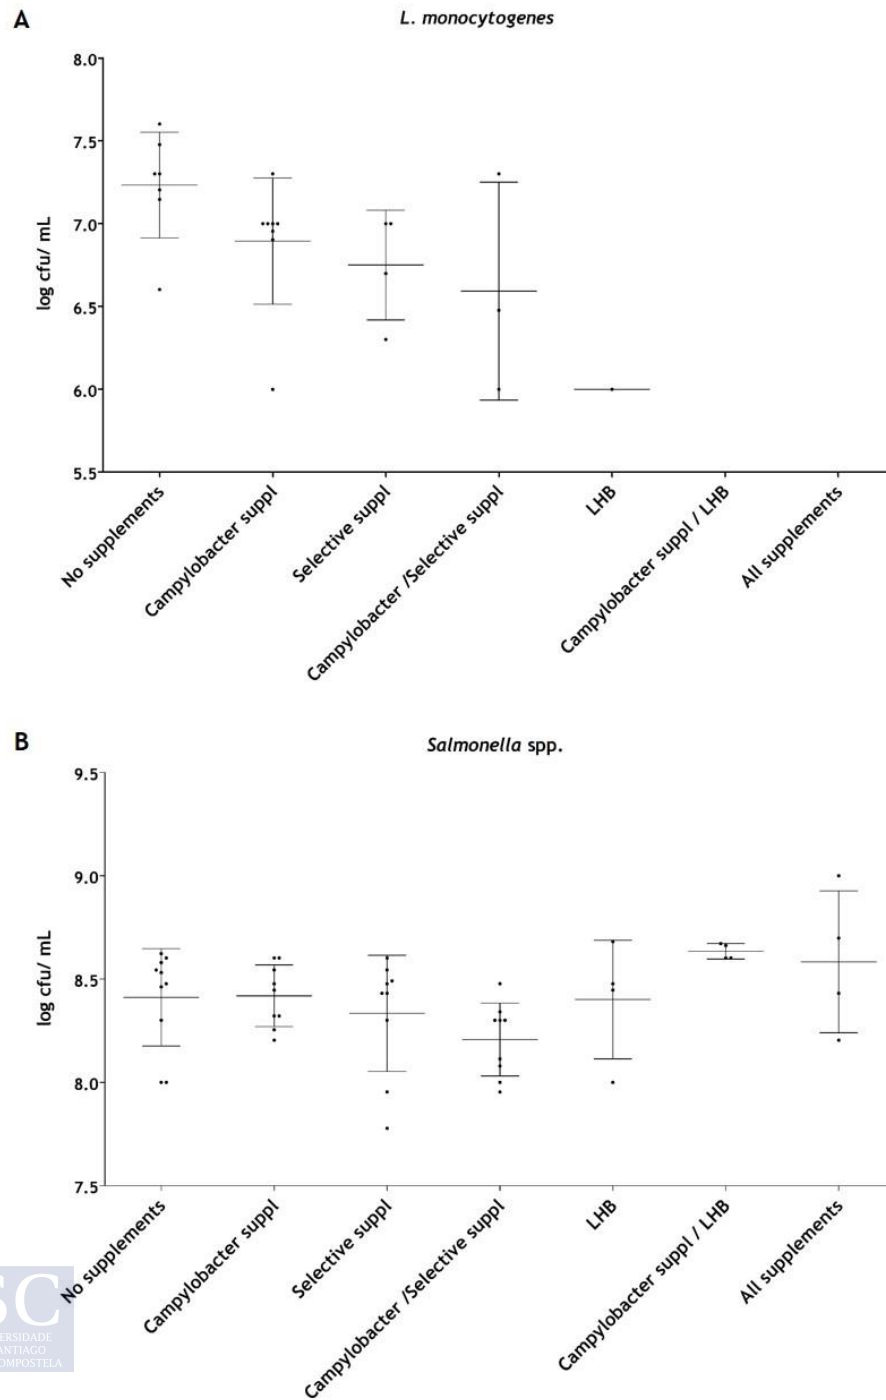 A
L. monocytogenes
8.0
7.5
7.0
6.5
6.0
5.5
log cfu/ mL
No supplements
Campylobacter suppl
Selective suppl
Campylobacter /Selective suppl
LHB
Campylobacter suppl / LHB
All supplements
B
Salmonella spp.
9.5
9.0
8.5
8.0
7.5
log cfu/ mL
No supplements
Campylobacter suppl
Selective suppl
Campylobacter /Selective suppl
LHB
Campylobacter suppl / LHB
All supplements
SC
ERSIDADE
ANTIAGO
OMPOSTELA